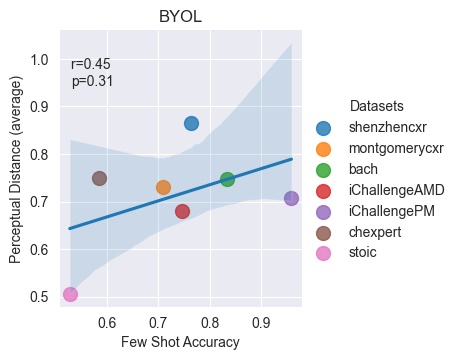 BYOL
r=0.45
p=0.31
Perceptual Distance (average)
1.0
0.9
0.8
0.7
0.6
0.5
0.6 0.7 0.8 0.9
Few Shot Accuracy
Datasets
shenzhencxr
montgomerycxr
bach
iChallengeAMD
iChallengePM
chexpert
stoic